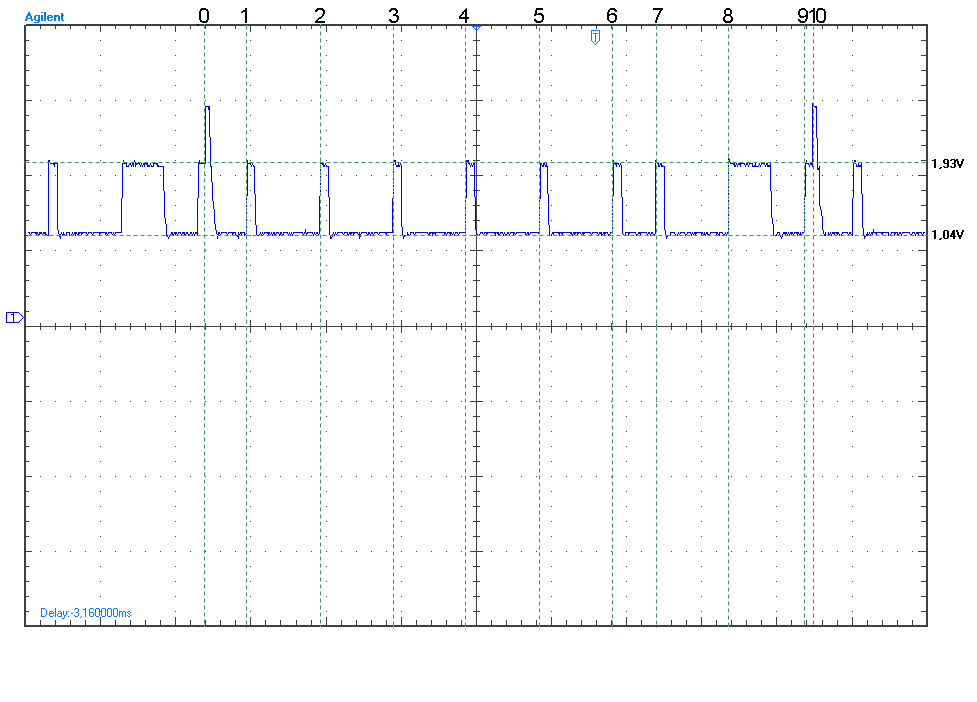 Agilent 0 1 2 3 4 5 6 7 8 910
T
1,93V
1,04V
1
Delay:-3,160000ms